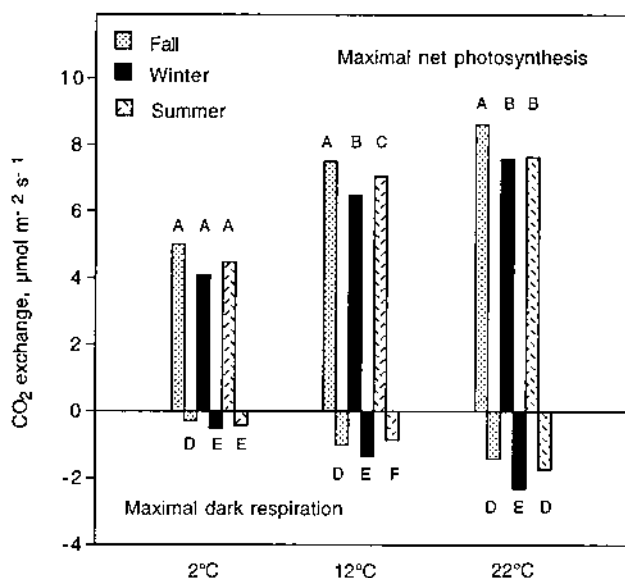 Fall
Maximal net photosynthesis
Winter
Summer
10
8
6
4
2
0
-2
-4
CO2 exchange, μmol m-2 s-1
A A A
A B C
A B B
D E E
D E F
D E D
Maximal dark respiration
2°C 12°C 22°C